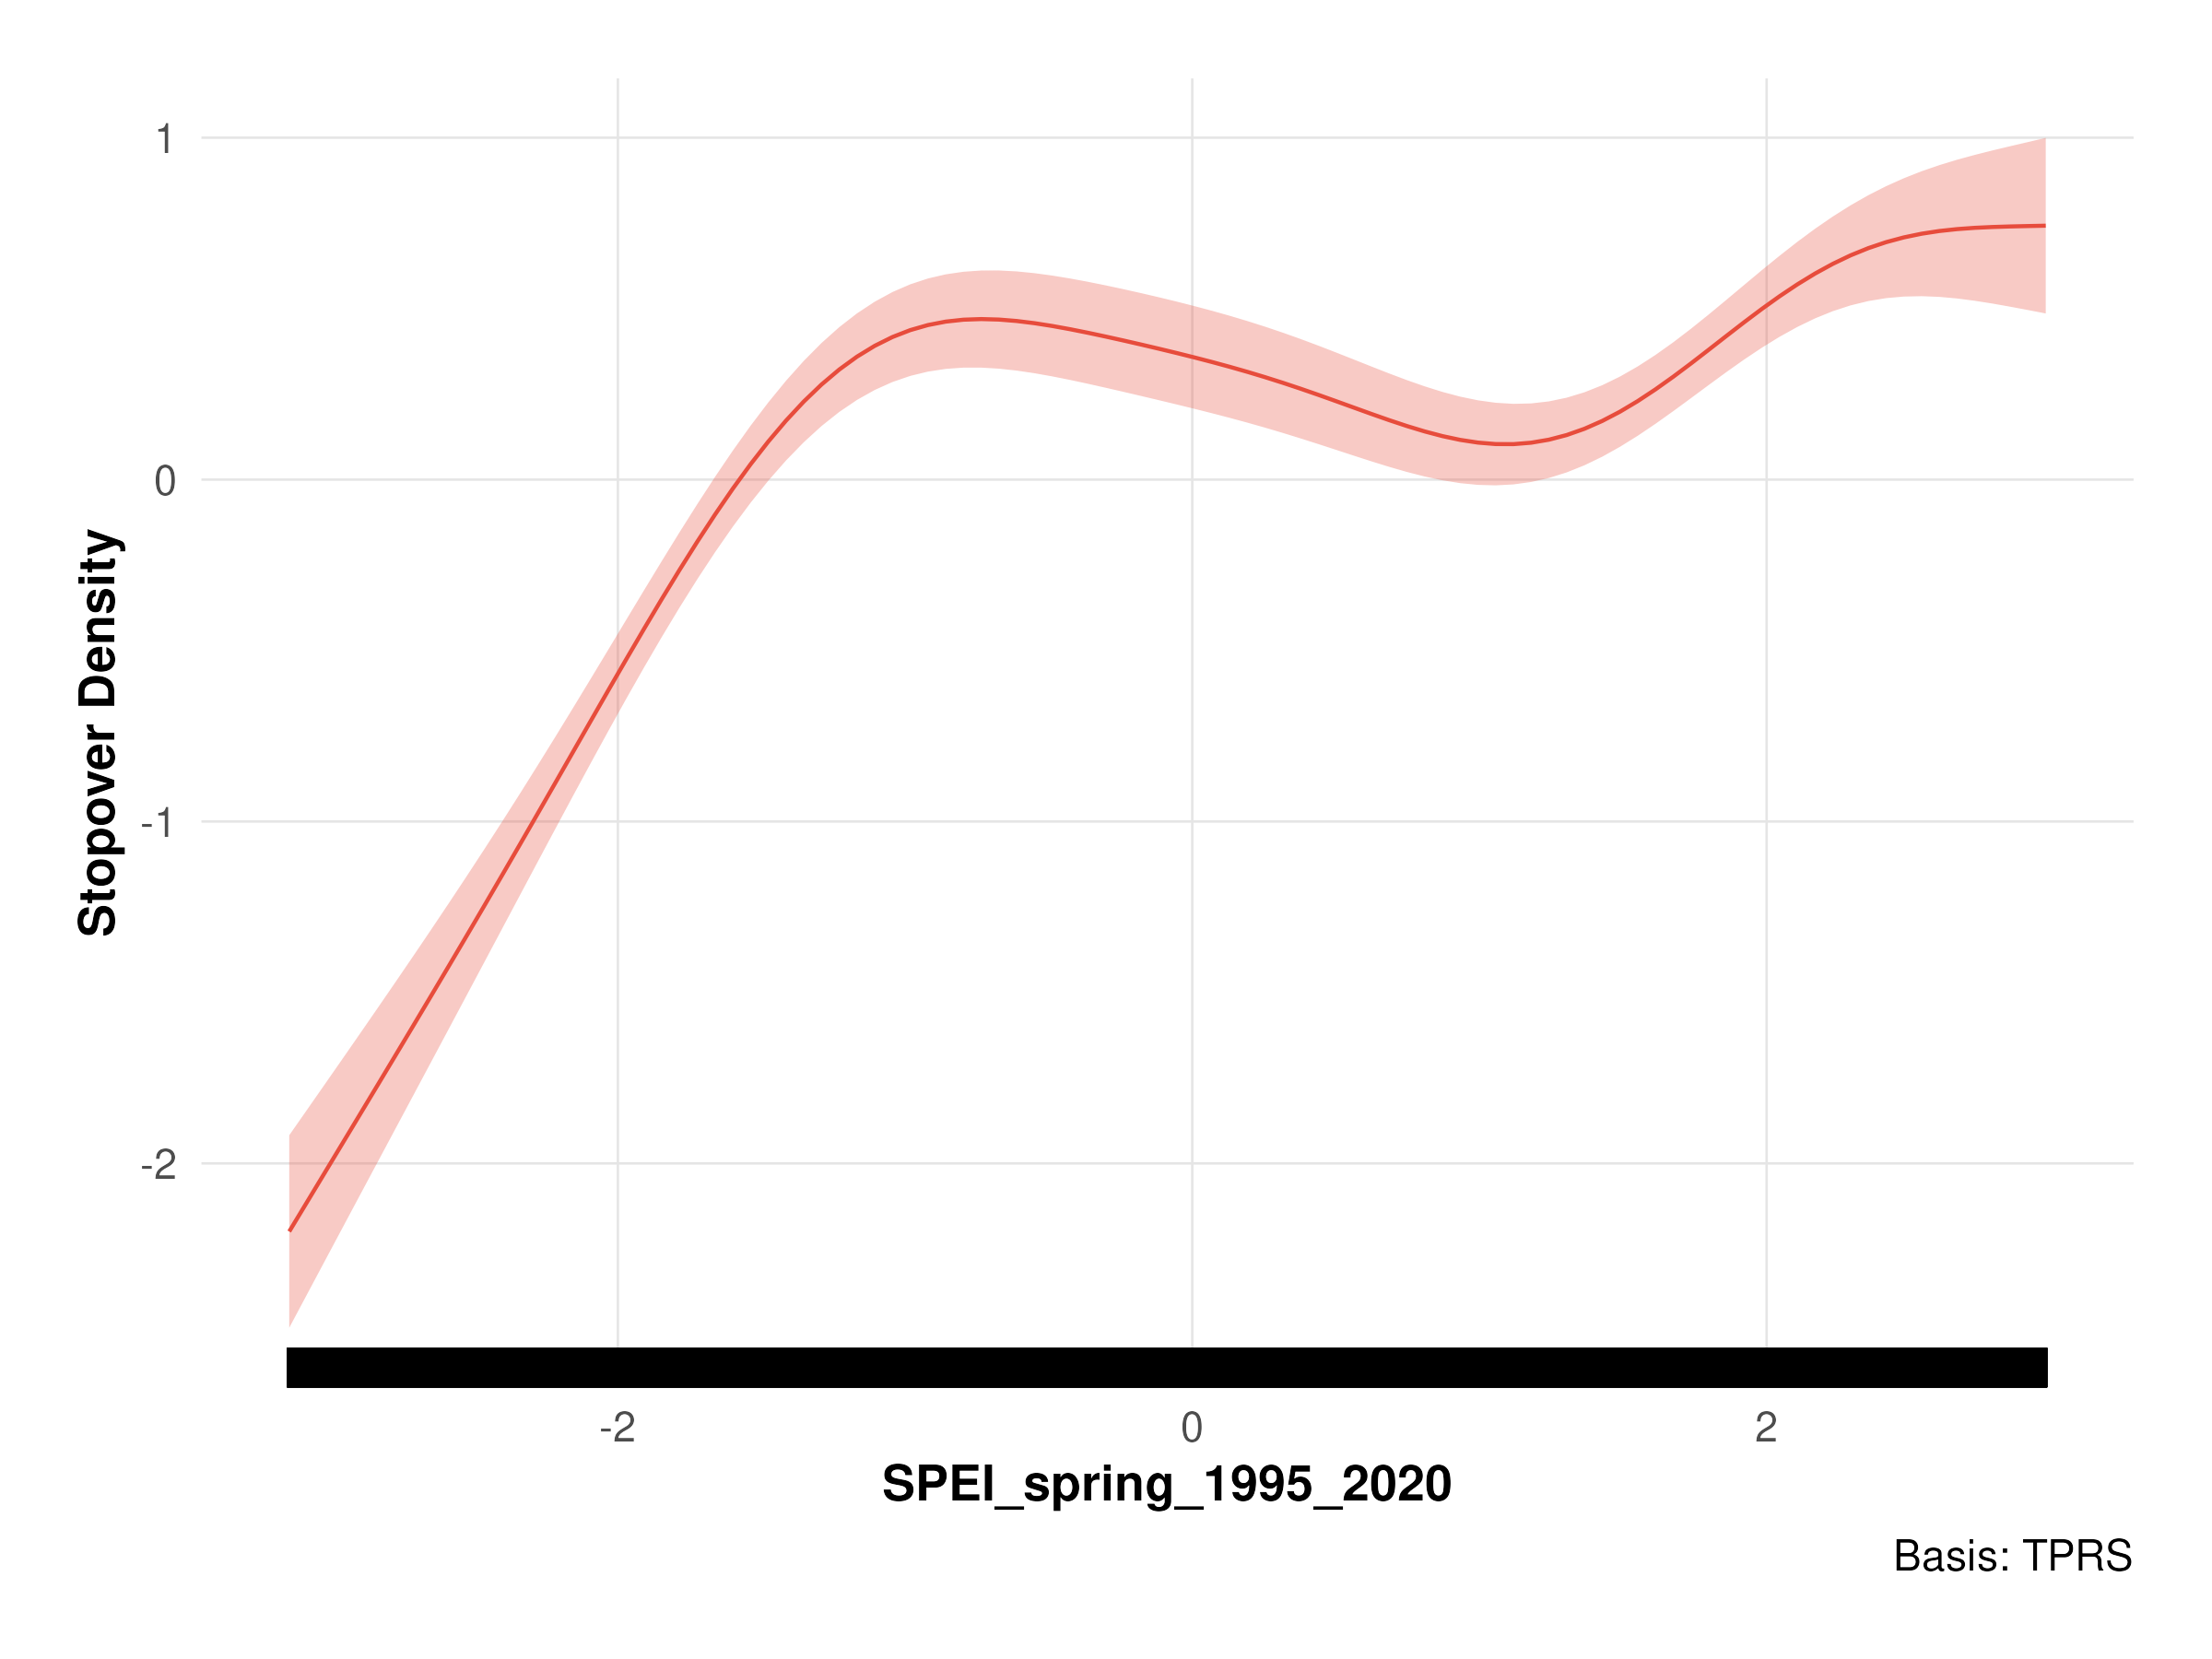 1
0
-1
-2
Stopover Density
-2 0 2
SPEI_spring_1995_2020
Basis: TPRS